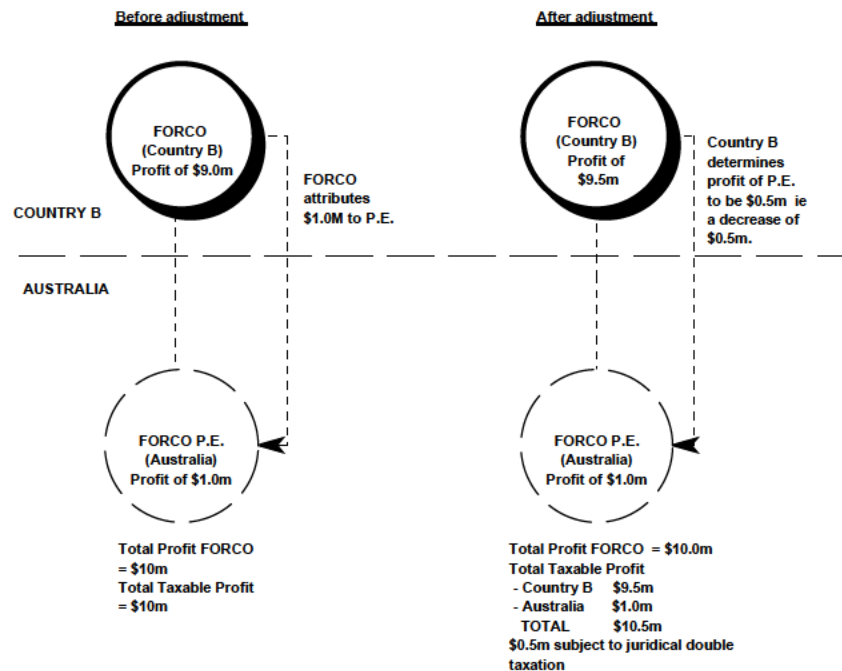 Before adjustment
FORCO
(Country B)
Profit of $9.0m
FORCO
attributes
$1.0M to P.E.
COUNTRY B
AUSTRALIA
FORCO P.E.
(Australia)
Profit of $1.0m
Total Profit FORCO
= $10m
Total Taxable Profit
= $10m
After adjustment
FORCO
(Country B)
Profit of
$9.5m
Country B
determines
profit of P.E.
to be $0.5m ie
a decrease of
$0.5m.
FORCO P.E.
(Australia)
Profit of $1.0m
Total Profit FORCO = $10.0m
Total Taxable Profit
- Country B $9.5m
- Australia $1.0m
TOTAL $10.5m
$0.5m subject to juridical double
taxation